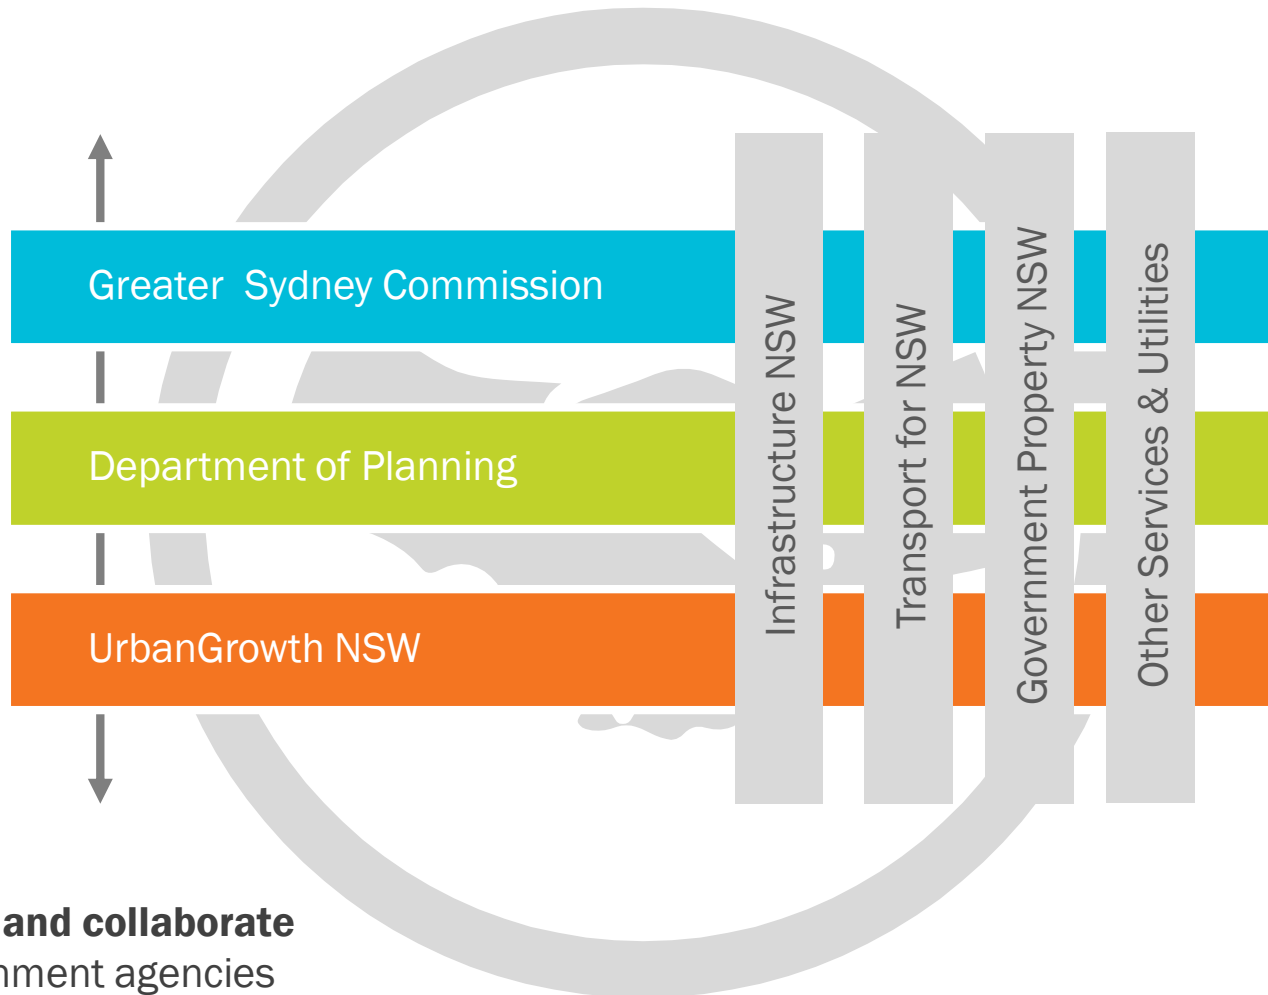 Greater Sydney Commission
Department of Planning
UrbanGrowth NSW
Infrastructure NSW
Transport for NSW
Government Property NSW
Other Services & Utilities
and collaborate
agencies